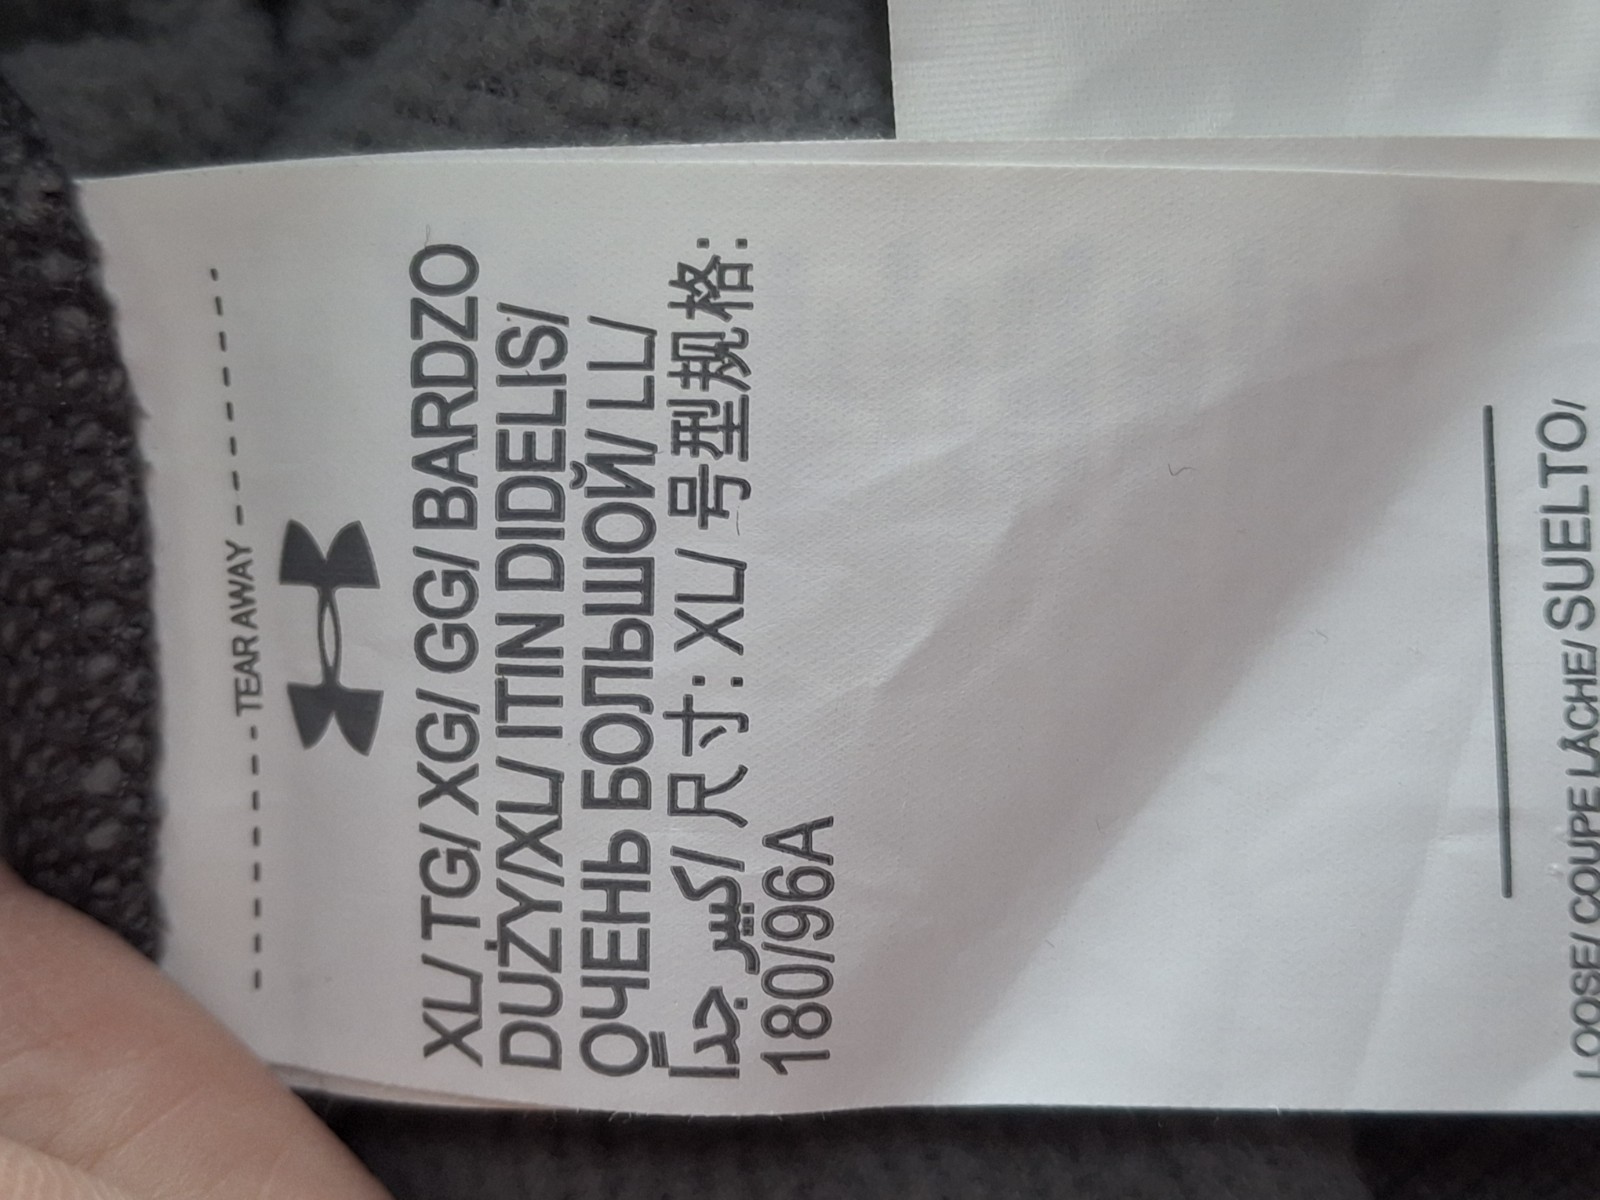 ----- TEAR AWAY -----
XL/ TG/ XG/ GG/ BARDZO
DUŻY/XL/ ITIN DIDELIS/
ОЧЕНЬ БОЛЬШОЙ/ LL/
كبير جداً/ 尺寸: XL/ 号型规格:
180/96A
LOOSE/ COUPE LÂCHE/ SUELTO/